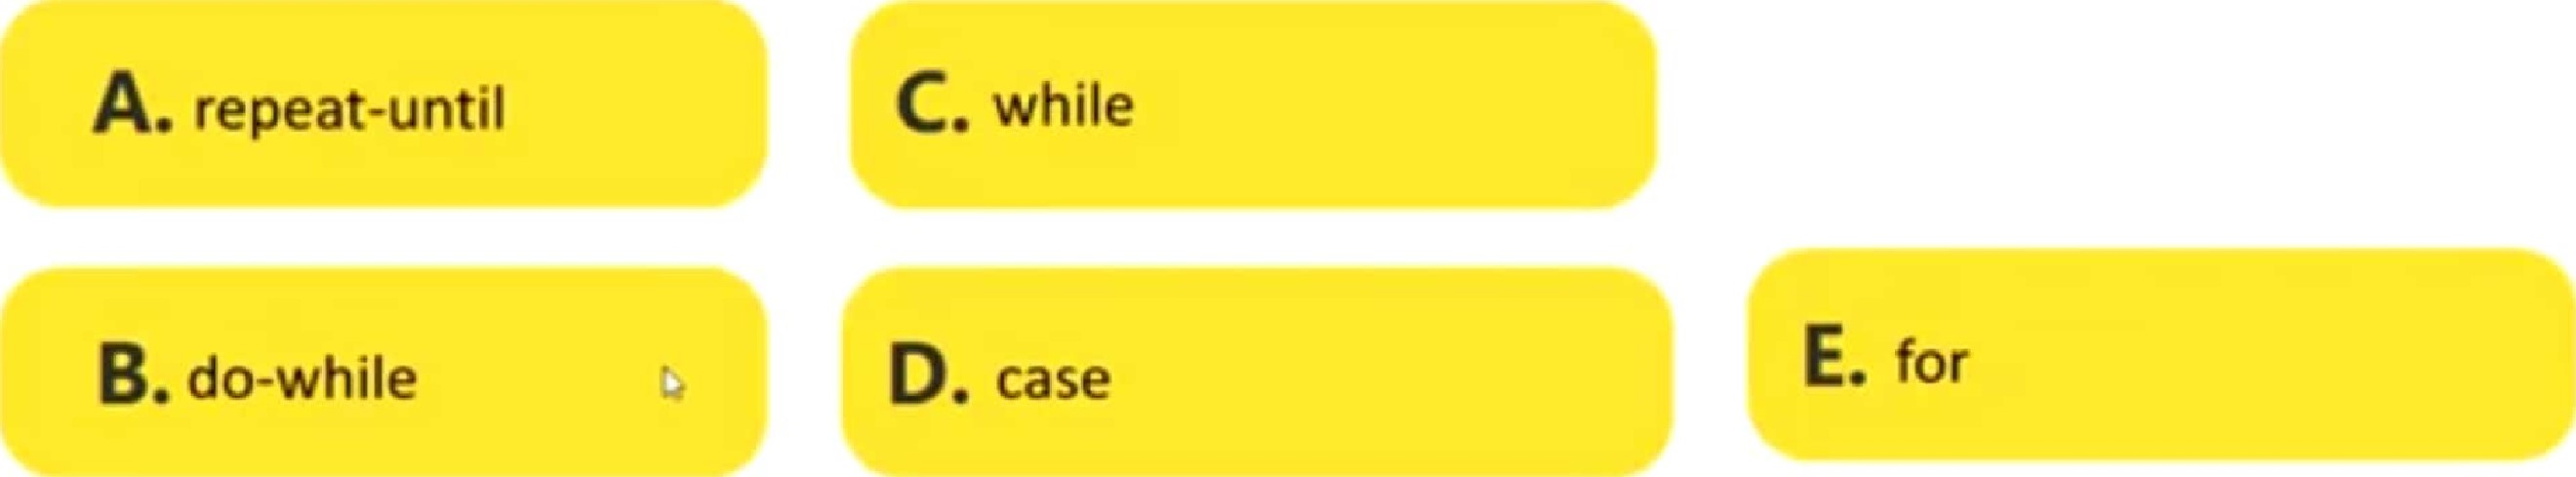 A. repeat-until
B. do-while
C. while
D. case
E. for